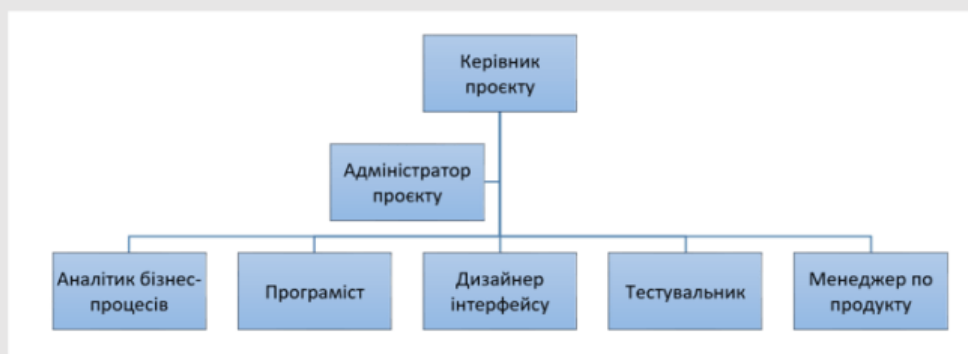 Керівник
проєкту
Адміністратор
проєкту
Аналітик бізнес-
процесів
Програміст
Дизайнер
інтерфейсу
Тестувальник
Менеджер по
продукту